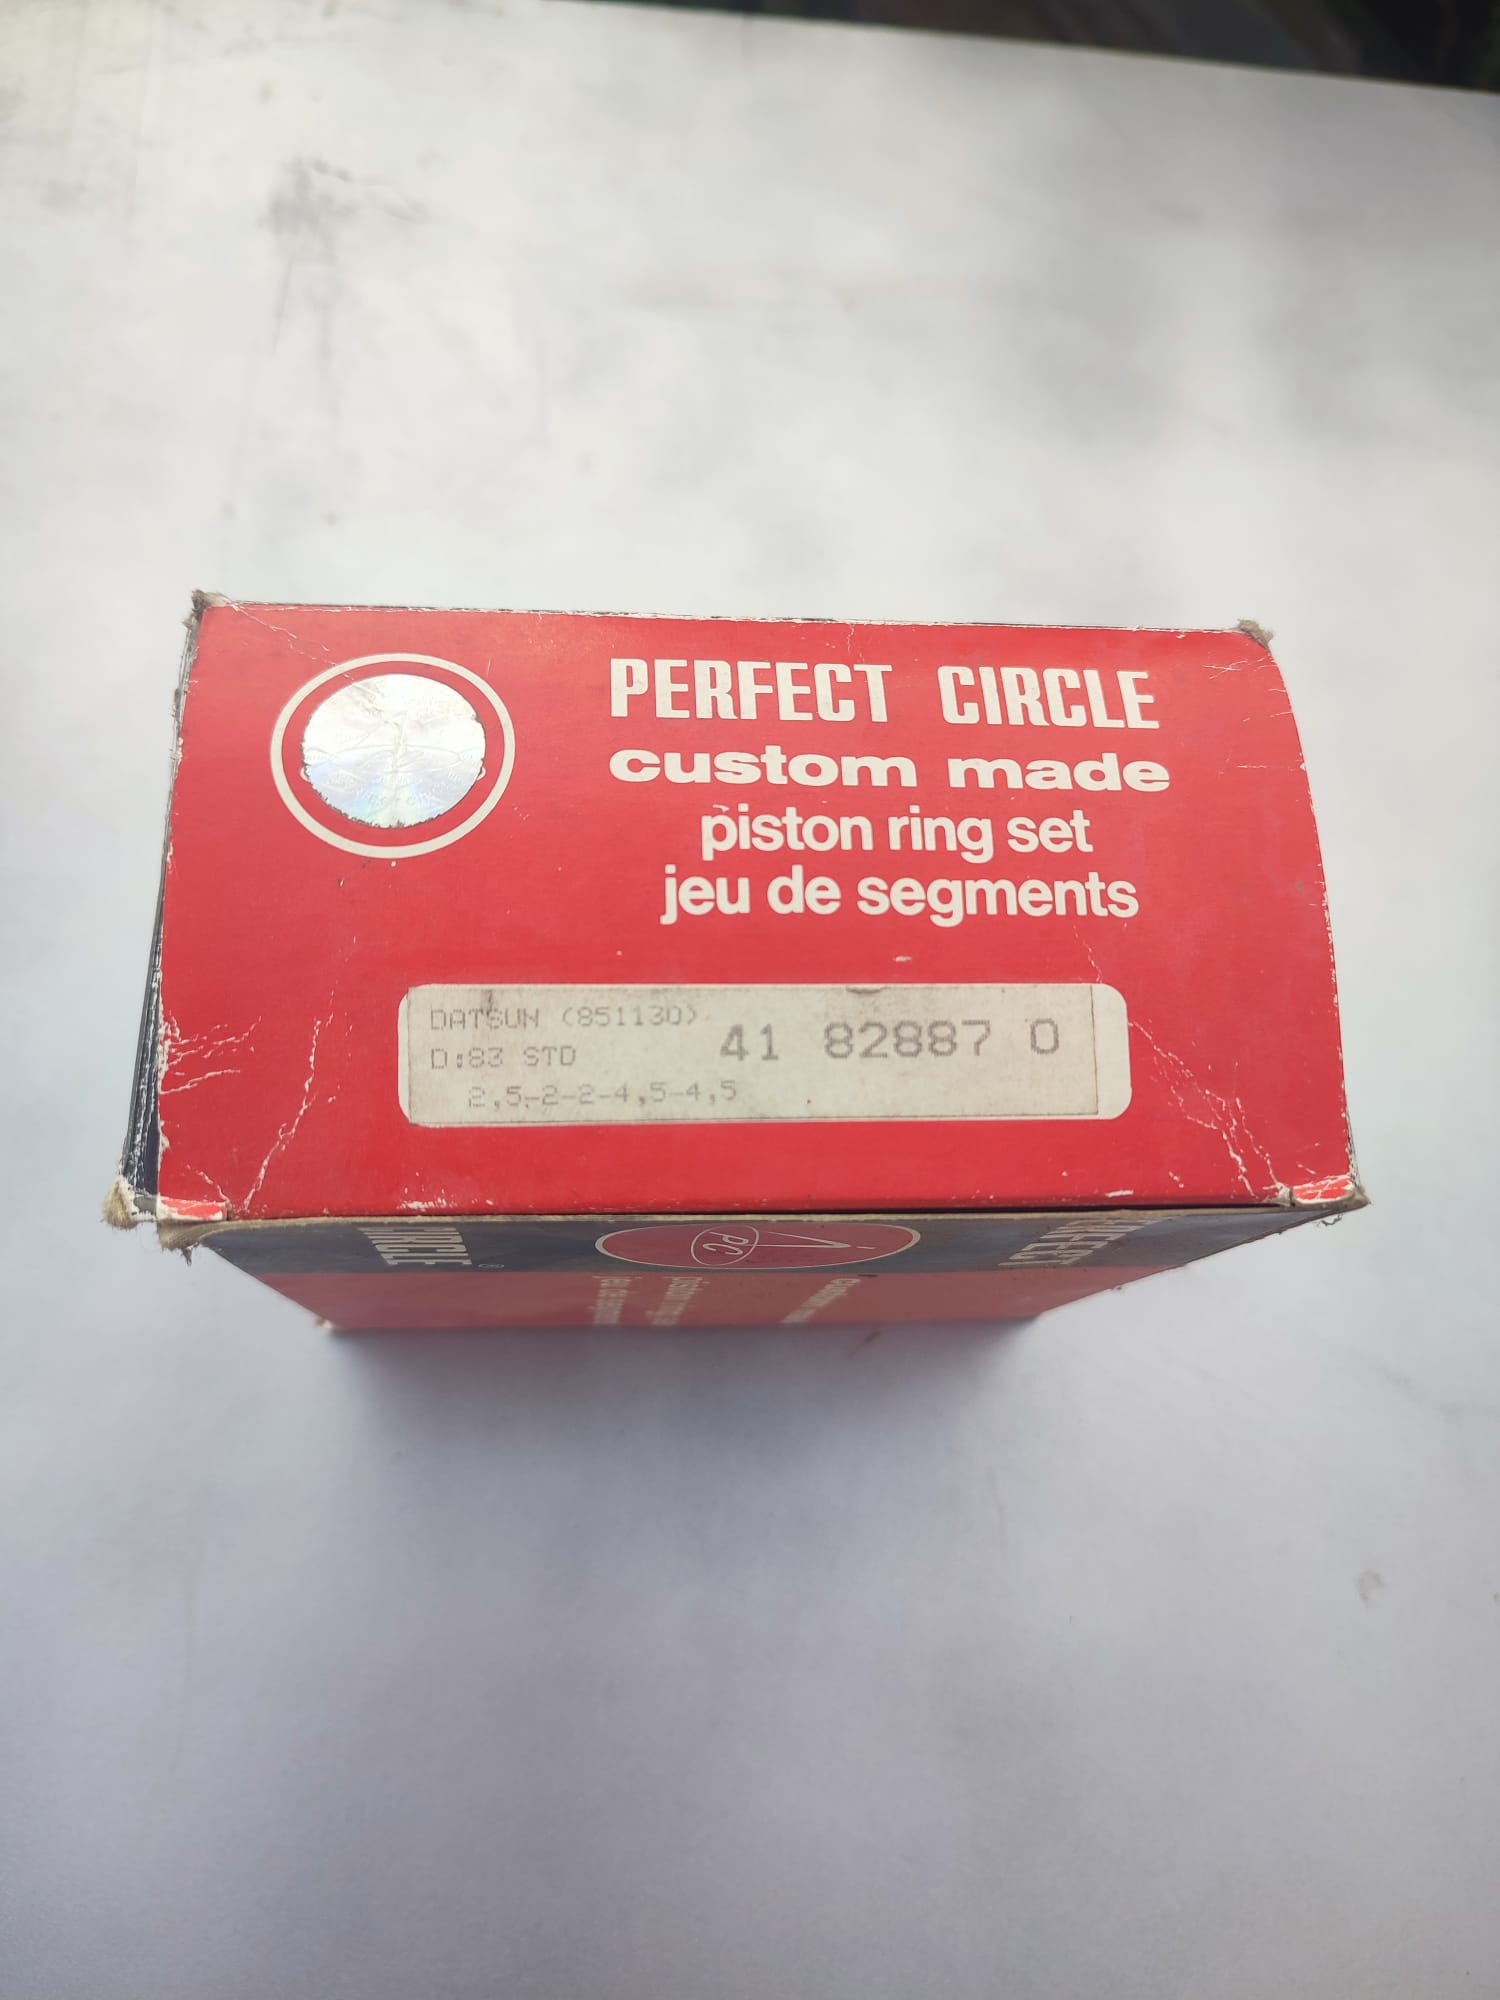 PERFECT CIRCLE
custom made
piston ring set
jeu de segments
DATSUN (851130)
41 82887 0
D:83 STD
2,5-2-2-4,5-4,5
PC